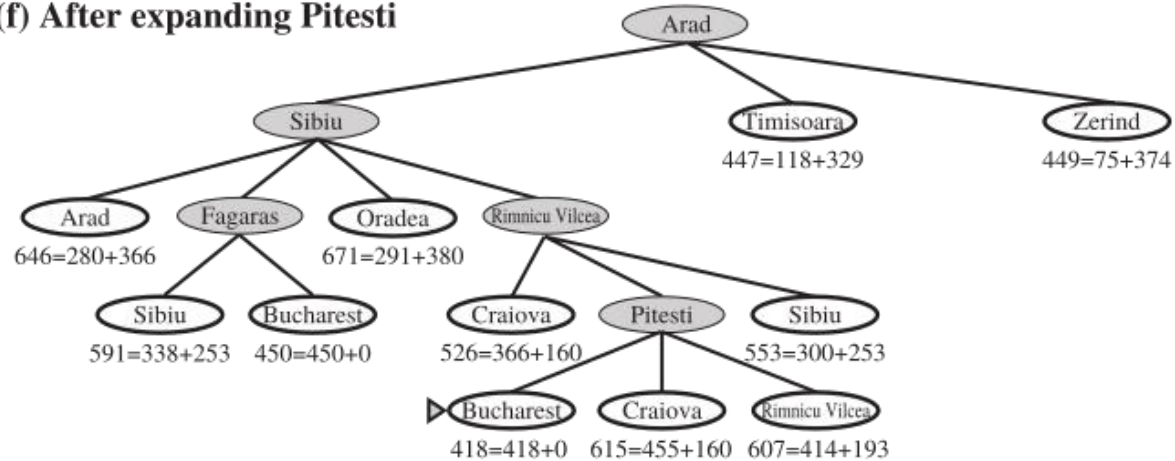 (f) After expanding Pitesti
Arad
Sibiu
Timisoara
Zerind
447=118+329
449=75+374
Arad
Fagaras
Oradea
Rimnicu Vilcea
646=280+366
671=291+380
Sibiu
Bucharest
Craiova
Pitesti
Sibiu
591=338+253
450=450+0
526=366+160
553=300+253
Bucharest
Craiova
Rimnicu Vilcea
418=418+0
615=455+160
607=414+193